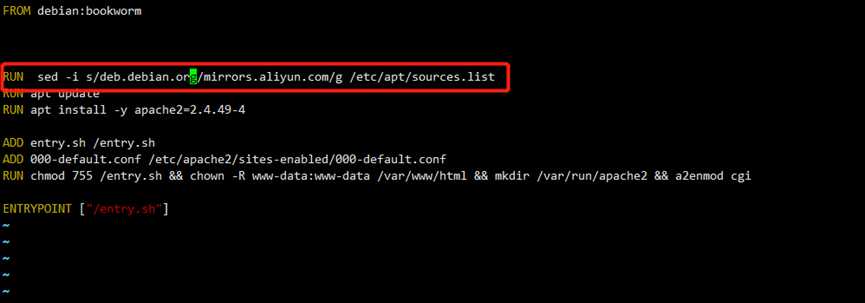 FROM debian:bookworm
RUN  sed -i s/deb.debian.org/mirrors.aliyun.com/g /etc/apt/sources.list
RUN apt update
RUN apt install -y apache2=2.4.49-4
ADD entry.sh /entry.sh
ADD 000-default.conf /etc/apache2/sites-enabled/000-default.conf
RUN chmod 755 /entry.sh && chown -R www-data:www-data /var/www/html && mkdir /var/run/apache2 && a2enmod cgi
ENTRYPOINT ["/entry.sh"]
~
~
~
~
~